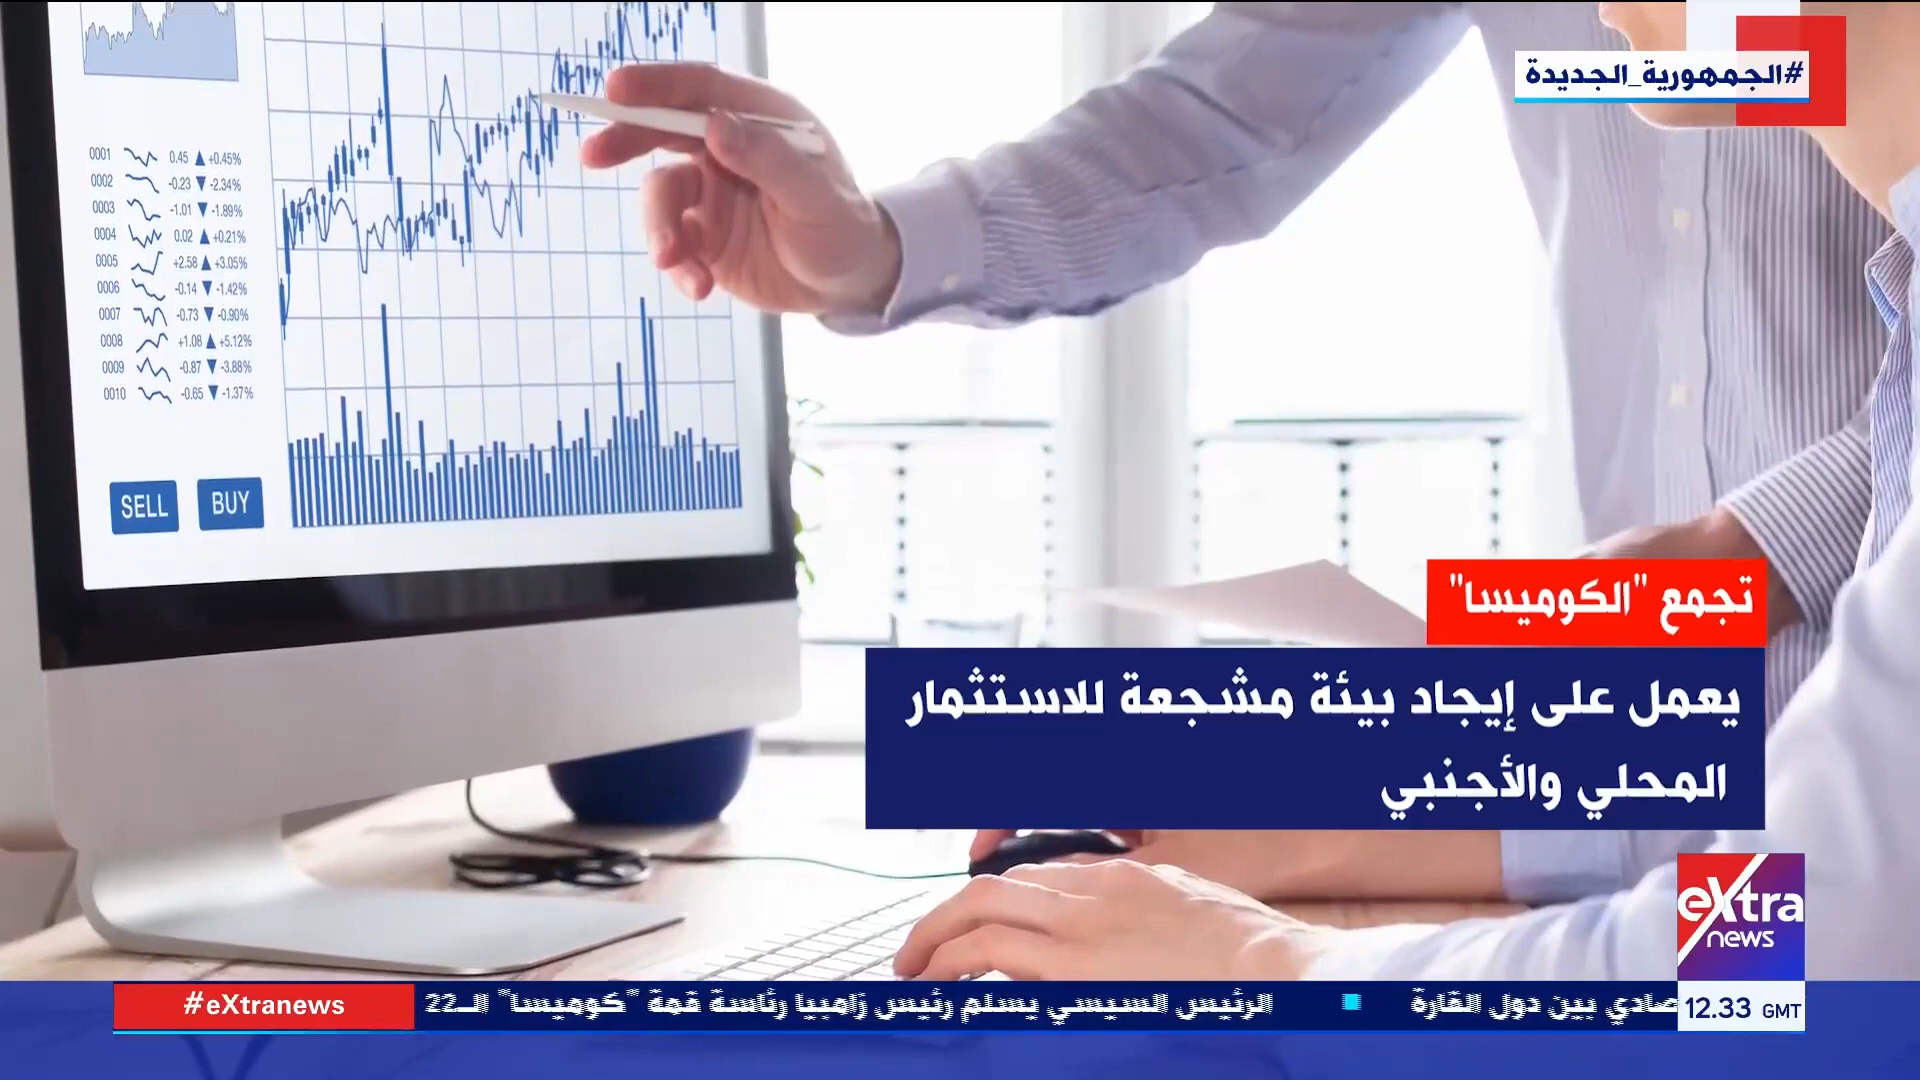 #الجمهورية_الجديدة
0001 0.45 ▲ +0.45%
0002 -0.23 ▼ -2.34%
0003 -1.01 ▼ -1.89%
0004 0.02 ▲ +0.21%
0005 +2.58 ▲ +3.05%
0006 -0.14 ▼ -1.42%
0007 -0.73 ▼ -0.90%
0008 +1.08 ▲ +5.12%
0009 -0.87 ▼ -3.88%
0010 -0.65 ▼ -1.37%
SELL BUY
تجمع "الكوميسا"
يعمل على إيجاد بيئة مشجعة للاستثمار
المحلي والأجنبي
eXtra
news
#eXtranews
صادي بين دول القارة ■ الرئيس السيسي يسلم رئيس زامبيا رئاسة قمة "كوميسا" الـ22
12.33 GMT